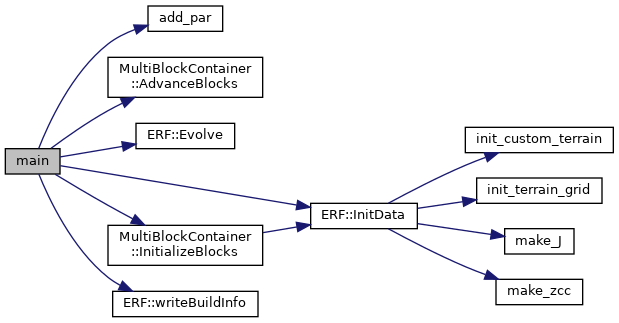 main
add_par
MultiBlockContainer
::AdvanceBlocks
ERF::Evolve
MultiBlockContainer
::InitializeBlocks
ERF::writeBuildInfo
ERF::InitData
init_custom_terrain
init_terrain_grid
make_J
make_zcc